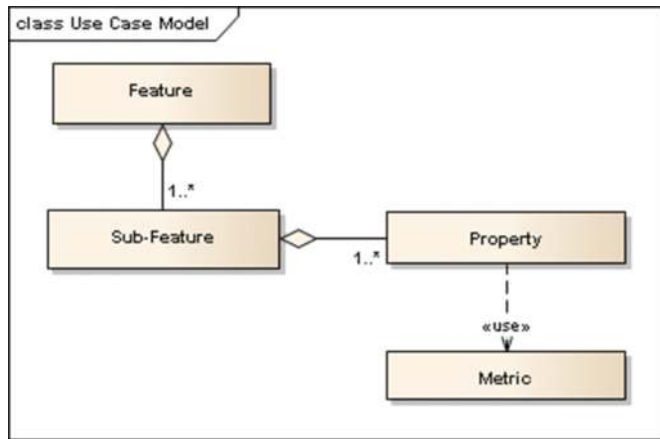 class Use Case Model
Feature
1..*
Sub-Feature
Property
1..*
«use»
Metric